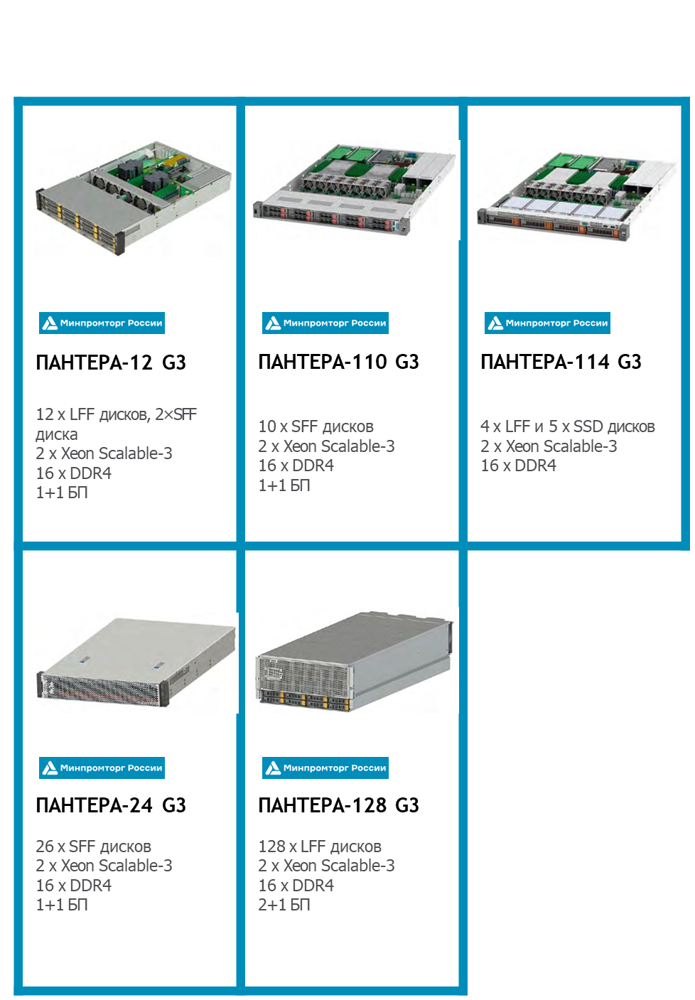 Минпромторг России
ПАНТЕРА-12 G3
12 x LFF дисков, 2×SFF
диска
2 x Xeon Scalable-3
16 x DDR4
1+1 БП
Минпромторг России
ПАНТЕРА-110 G3
10 x SFF дисков
2 x Xeon Scalable-3
16 x DDR4
1+1 БП
Минпромторг России
ПАНТЕРА-114 G3
4 x LFF и 5 x SSD дисков
2 x Xeon Scalable-3
16 x DDR4
Минпромторг России
ПАНТЕРА-24 G3
26 x SFF дисков
2 x Xeon Scalable-3
16 x DDR4
1+1 БП
Минпромторг России
ПАНТЕРА-128 G3
128 x LFF дисков
2 x Xeon Scalable-3
16 x DDR4
2+1 БП